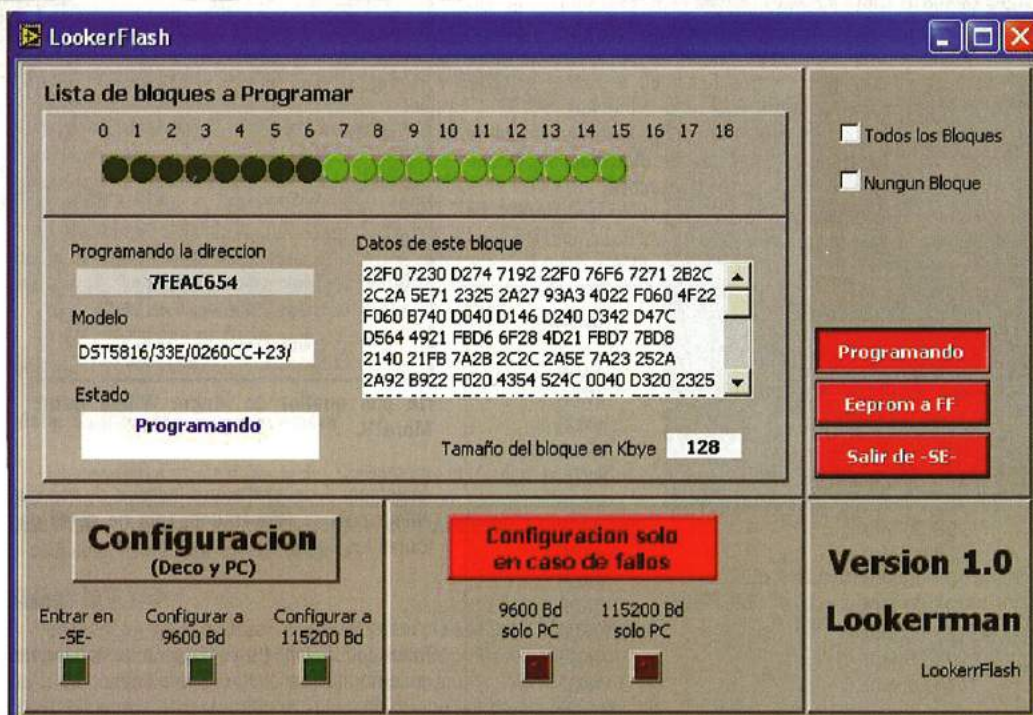 LookerFlash
Lista de bloques a Programar
0 1 2 3 4 5 6 7 8 9 10 11 12 13 14 15 16 17 18
Todos los Bloques
Nungun Bloque
Programando la direccion
7FEAC654
Modelo
DST5816/33E/0260CC+23/
Estado
Programando
Datos de este bloque
22F0 7230 D274 7192 22F0 76F6 7271 2B2C
2C2A 5E71 2325 2A27 93A3 4022 F060 4F22
F060 B740 D040 D146 D240 D342 D47C
D564 4921 FBD6 6F28 4D21 FBD7 7BD8
2140 21FB 7A2B 2C2C 2A5E 7A23 252A
2A92 B922 F020 4354 524C 0040 D320 2325
Tamaño del bloque en Kbye 128
Programando
Eeprom a FF
Salir de -SE-
Configuracion
(Deco y PC)
Entrar en
-SE-
Configurar a
9600 Bd
Configurar a
115200 Bd
Configuracion solo
en caso de fallos
9600 Bd
solo PC
115200 Bd
solo PC
Version 1.0
Lookerrman
LookerrFlash